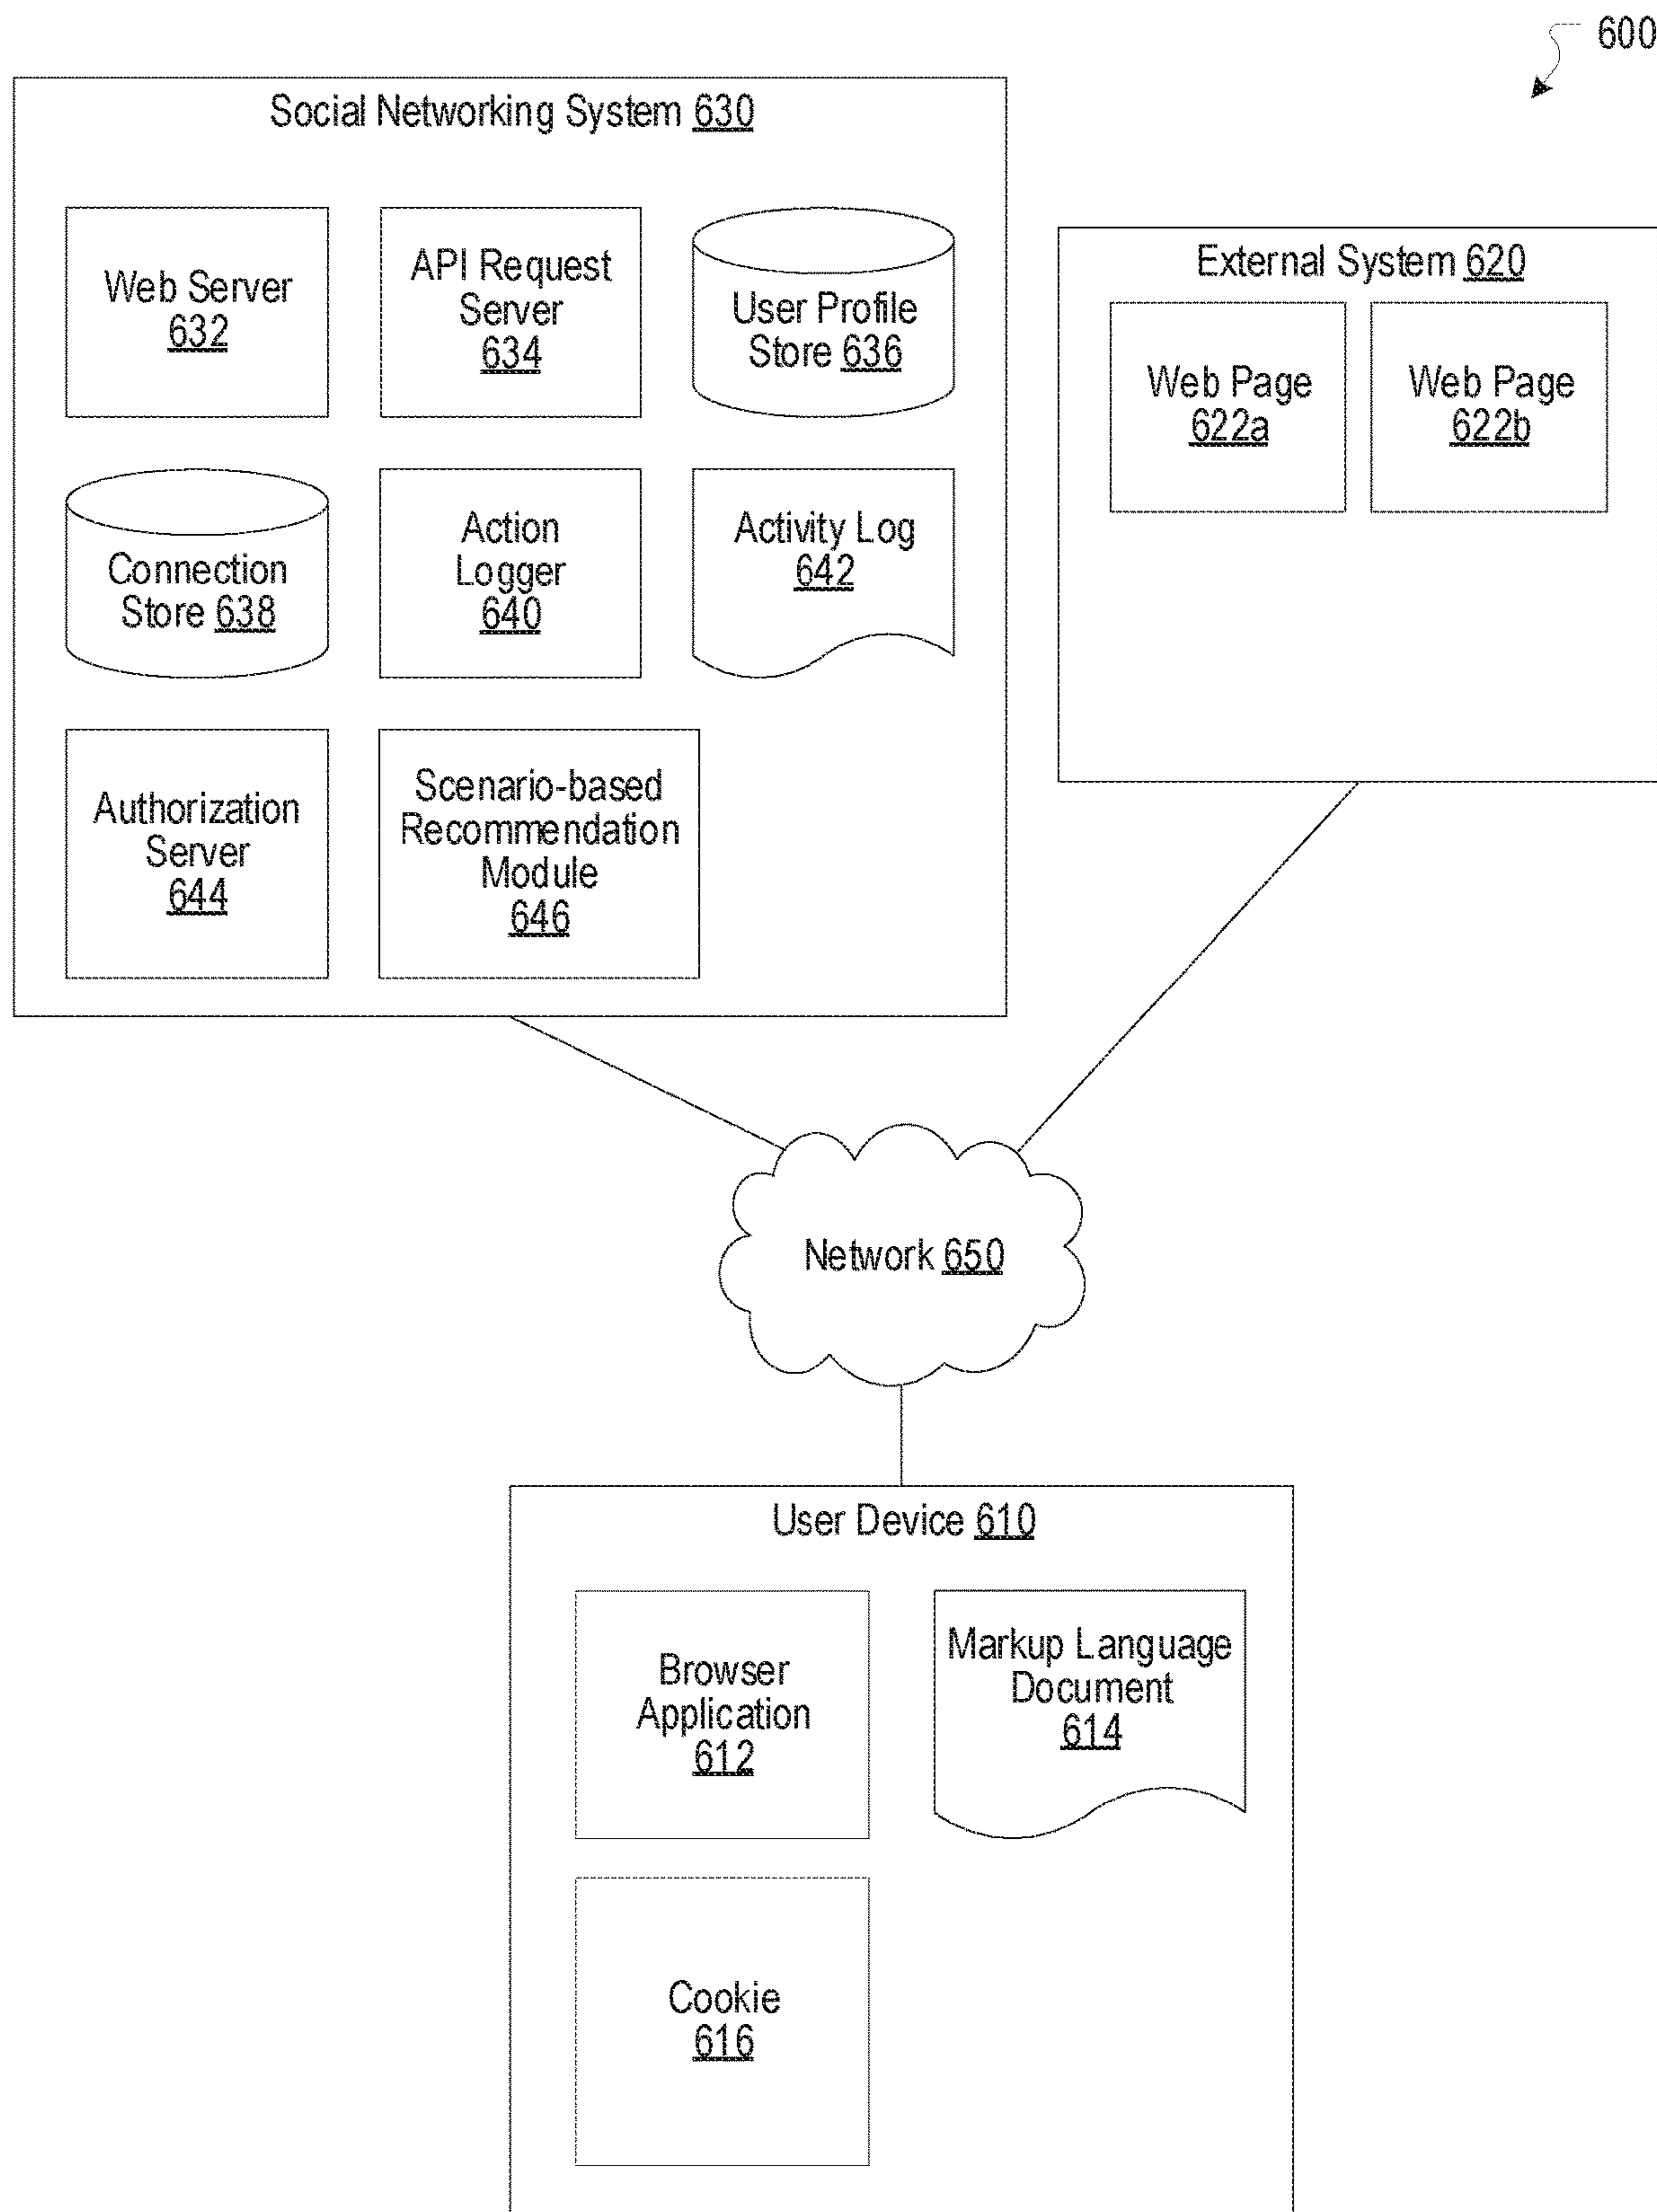 600
Social Networking System 630
Web Server
632
API Request
Server
634
User Profile
Store 636
Connection
Store 638
Action
Logger
640
Activity Log
642
Authorization
Server
644
Scenario-based
Recommendation
Module
646
External System 620
Web Page
622a
Web Page
622b
Network 650
User Device 610
Browser
Application
612
Markup Language
Document
614
Cookie
616